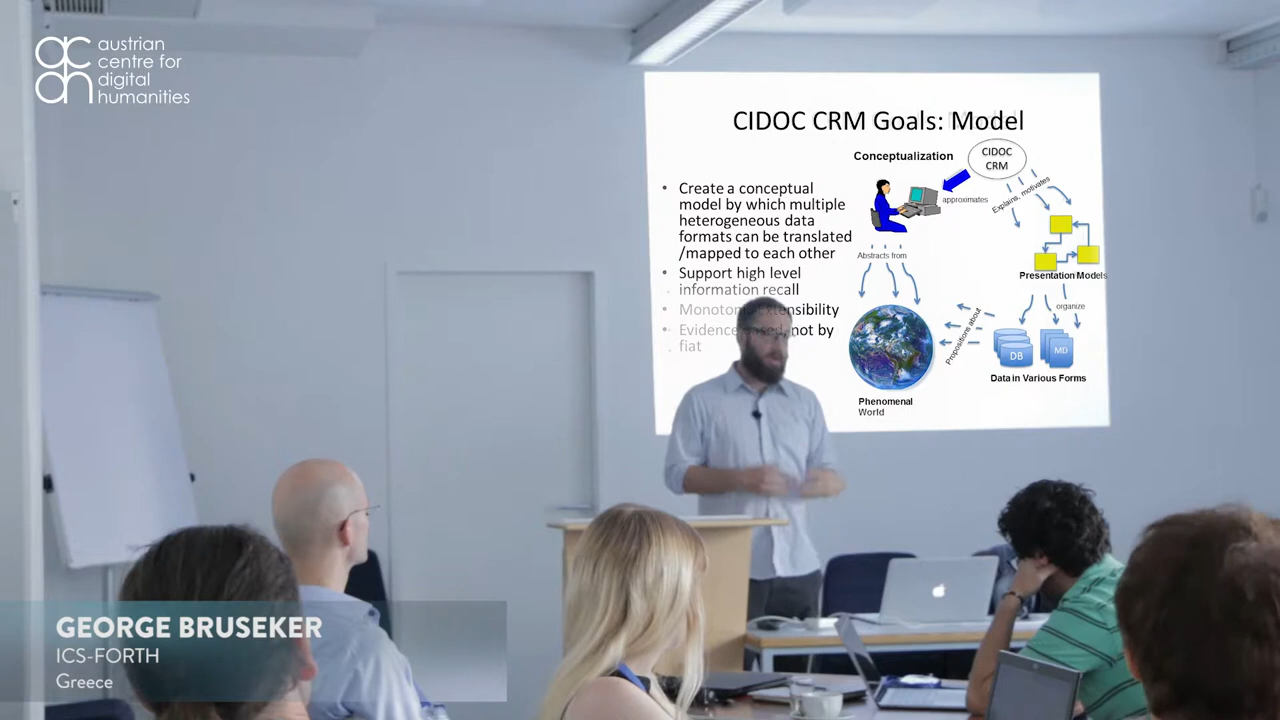 austrian
centre for
digital
humanities
CIDOC CRM Goals: Model
Conceptualization
CIDOC
CRM
• Create a conceptual
model by which multiple
heterogeneous data
formats can be translated
/mapped to each other
• Support high level
information recall
• Monotonic extensibility
• Evidence based, not by
fiat
approximates
Explains, motivates
Abstracts from
Presentation Models
organize
Propositions about
DB
MD
Data in Various Forms
Phenomenal
World
GEORGE BRUSEKER
ICS-FORTH
Greece